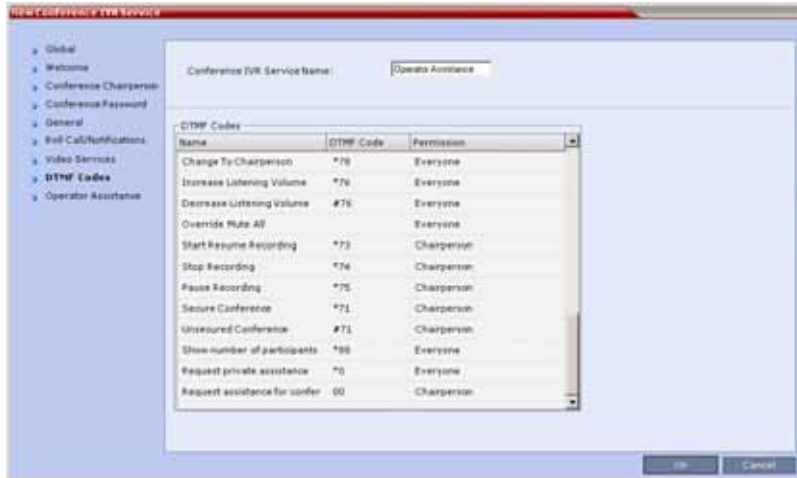 New Conference IVR Service
Global
Welcome
Conference Chairperson
Conference Password
General
Roll Call/Notifications
Video Services
DTMF Codes
Operator Assistance
Conference IVR Service Name:
Operator Assistance
DTMF Codes
Name DTMF Code Permission
Change To Chairperson *78 Everyone
Increase Listening Volume *76 Everyone
Decrease Listening Volume #76 Everyone
Override Mute All Everyone
Start Resume Recording *73 Chairperson
Stop Recording *74 Chairperson
Pause Recording *75 Chairperson
Secure Conference *71 Chairperson
Unsecured Conference #71 Chairperson
Show number of participants *88 Everyone
Request private assistance *0 Everyone
Request assistance for confer 00 Chairperson
OK Cancel